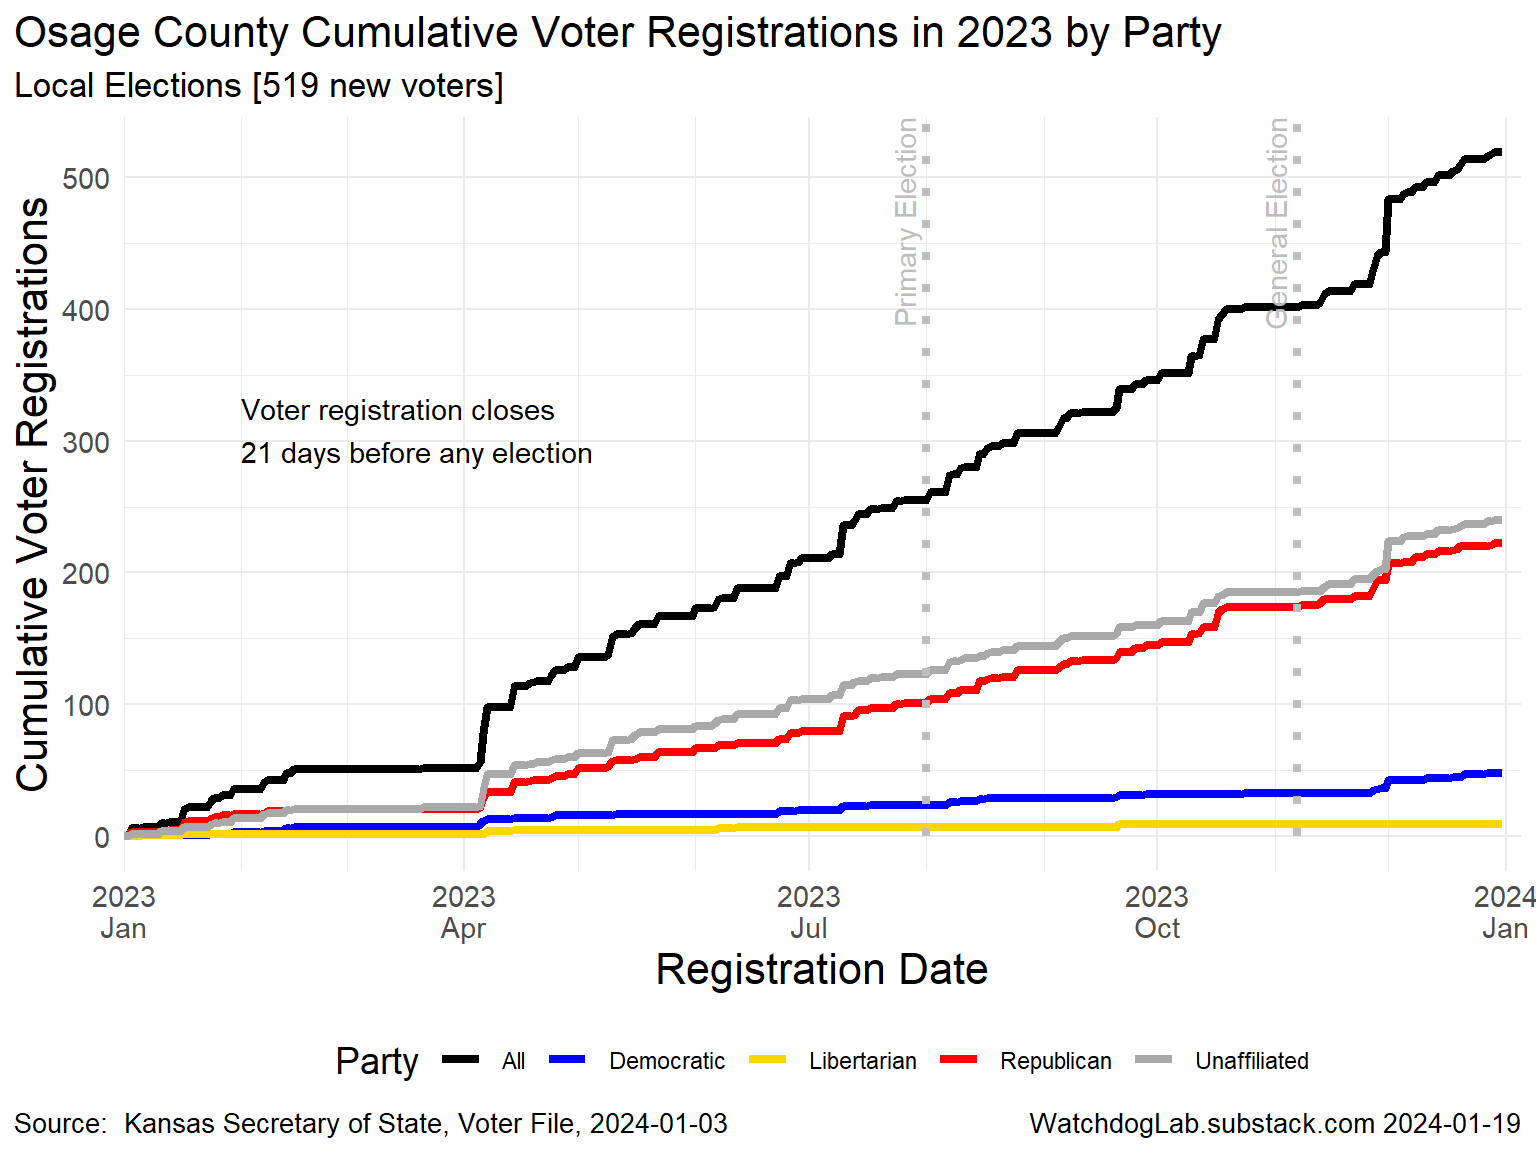 Osage County Cumulative Voter Registrations in 2023 by Party
Local Elections [519 new voters]
Cumulative Voter Registrations
500
400
300
200
100
0
Primary Election
General Election
Voter registration closes
21 days before any election
2023
Jan
2023
Apr
2023
Jul
2023
Oct
2024
Jan
Registration Date
Party
All
Democratic
Libertarian
Republican
Unaffiliated
Source:  Kansas Secretary of State, Voter File, 2024-01-03
WatchdogLab.substack.com 2024-01-19